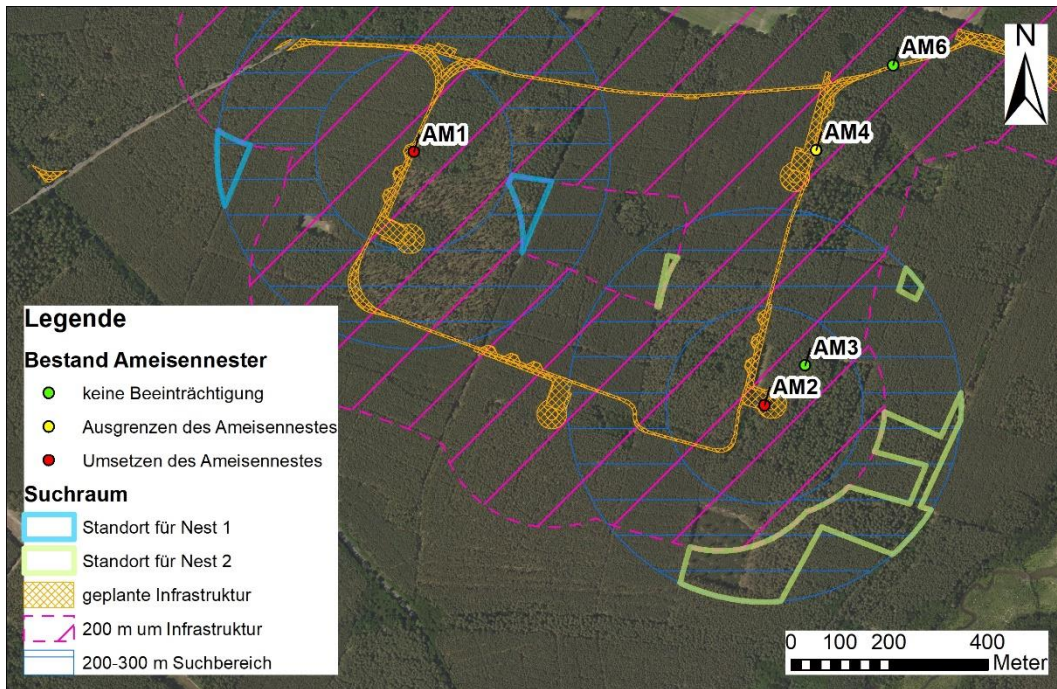 AM6
N
AM4
AM1
AM3
AM2
Legende
Bestand Ameisennester
keine Beeinträchtigung
Ausgrenzen des Ameisennestes
Umsetzen des Ameisennestes
Suchraum
Standort für Nest 1
Standort für Nest 2
geplante Infrastruktur
200 m um Infrastruktur
200-300 m Suchbereich
0 100 200 400
Meter